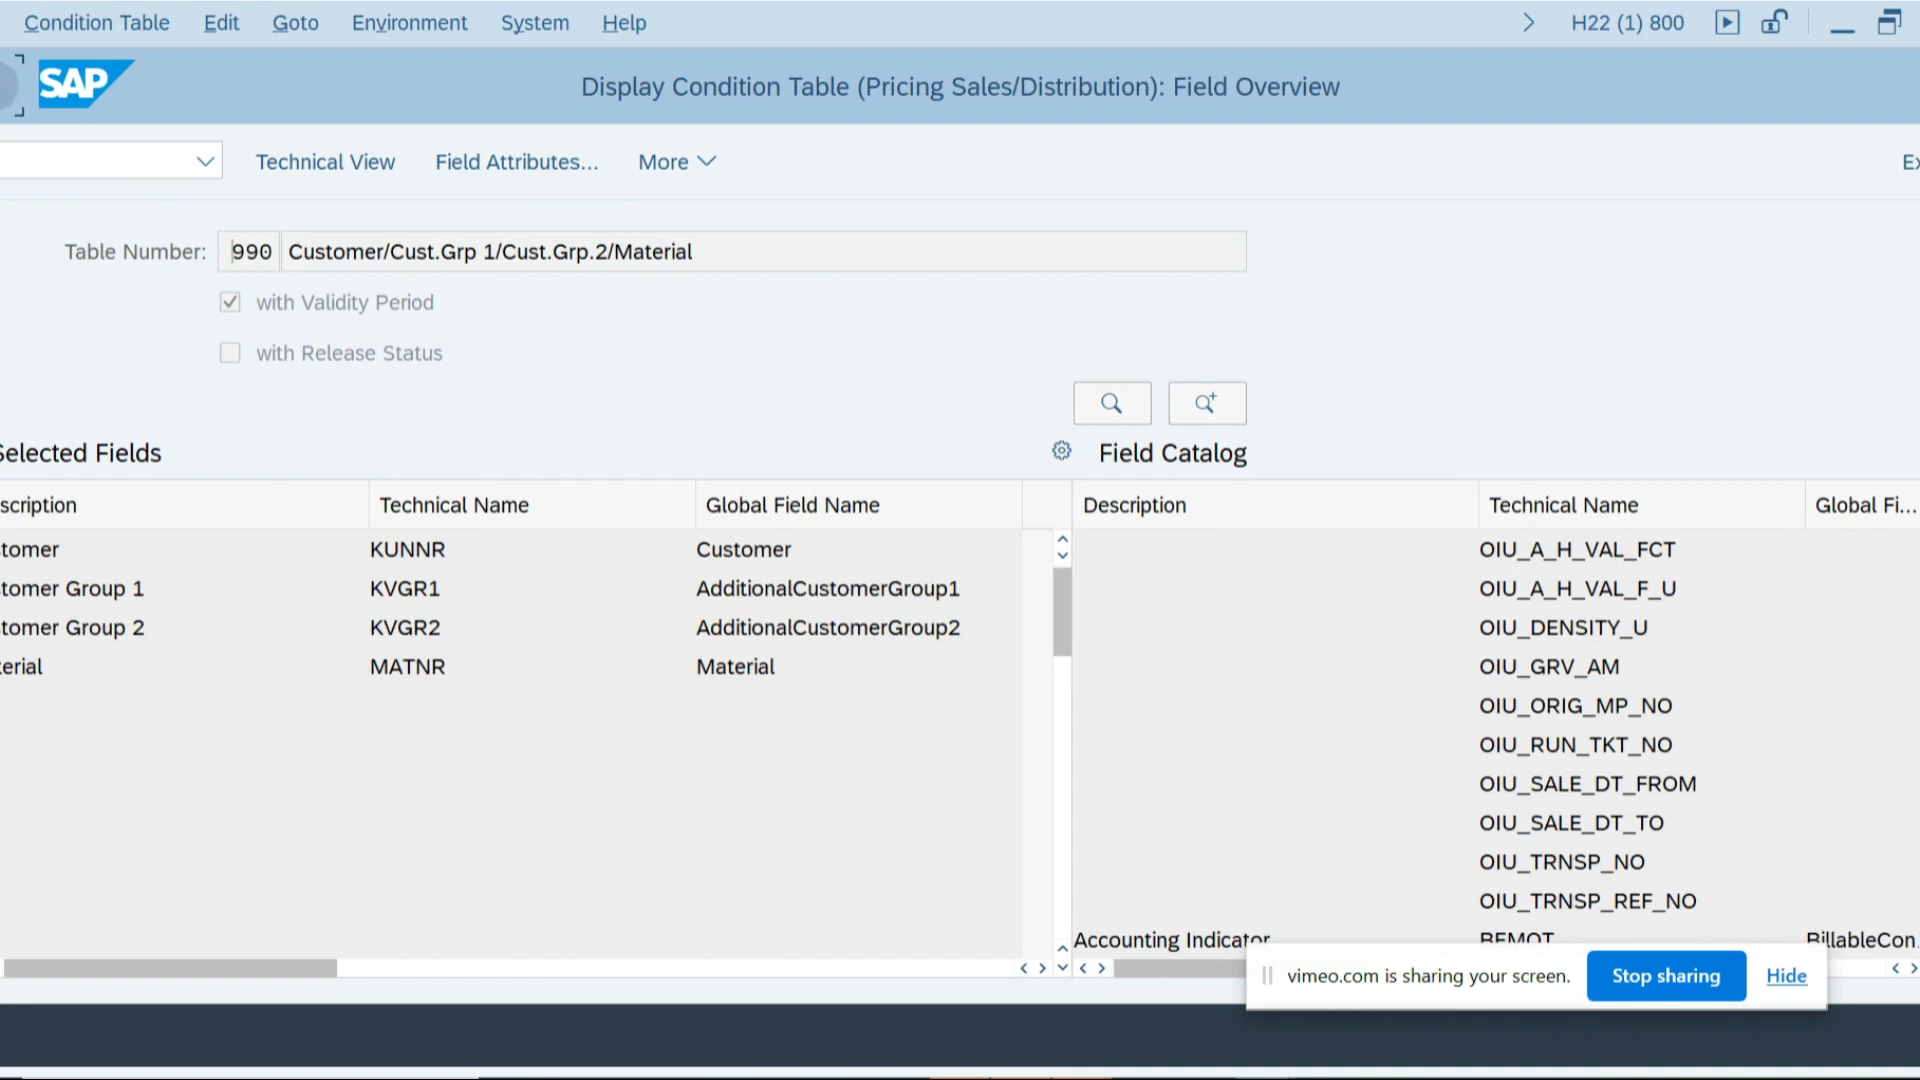 Condition Table Edit Goto Environment System Help H22 (1) 800
SAP Display Condition Table (Pricing Sales/Distribution): Field Overview
Technical View Field Attributes... More Ex
Table Number: 990 Customer/Cust.Grp 1/Cust.Grp.2/Material
with Validity Period
with Release Status
Selected Fields Field Catalog
scription Technical Name Global Field Name Description Technical Name Global Fi...
tomer KUNNR Customer OIU_A_H_VAL_FCT
tomer Group 1 KVGR1 AdditionalCustomerGroup1 OIU_A_H_VAL_F_U
tomer Group 2 KVGR2 AdditionalCustomerGroup2 OIU_DENSITY_U
terial MATNR Material OIU_GRV_AM
OIU_ORIG_MP_NO
OIU_RUN_TKT_NO
OIU_SALE_DT_FROM
OIU_SALE_DT_TO
OIU_TRNSP_NO
OIU_TRNSP_REF_NO
Accounting Indicator BEMOT BillableCon
vimeo.com is sharing your screen. Stop sharing Hide